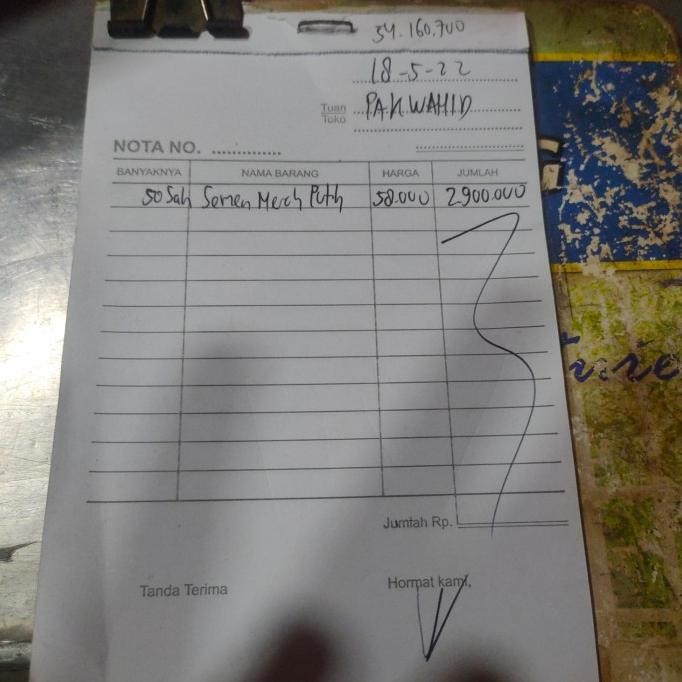 34.160.700
18-5-22
Tuan PAK WAHID
Toko
NOTA NO.
BANYAKNYA NAMA BARANG HARGA JUMLAH
50 Sak Semen Merah Putih 58.000 2.900.000
Jumlah Rp.
Tanda Terima Hormat kami,